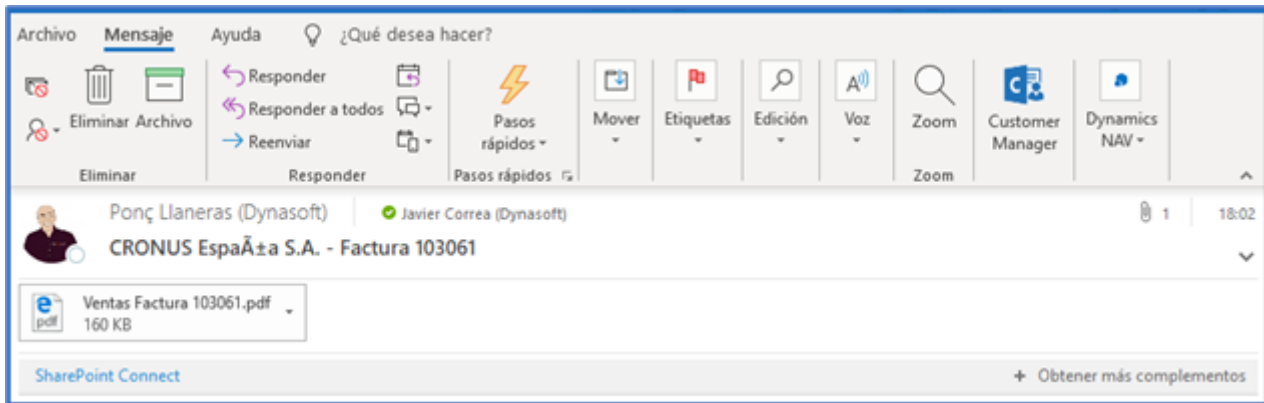 Archivo Mensaje Ayuda ¿Qué desea hacer?
Eliminar Archivo
Responder
Responder a todos
Reenviar
Pasos rápidos
Mover
Etiquetas
Edición
Voz
Zoom
Customer Manager
Dynamics NAV
Eliminar Responder Pasos rápidos Zoom
Ponç Llaneras (Dynasoft) Javier Correa (Dynasoft) 1 18:02
CRONUS EspaÃ±a S.A. - Factura 103061
Ventas Factura 103061.pdf
pdf 160 KB
SharePoint Connect + Obtener más complementos